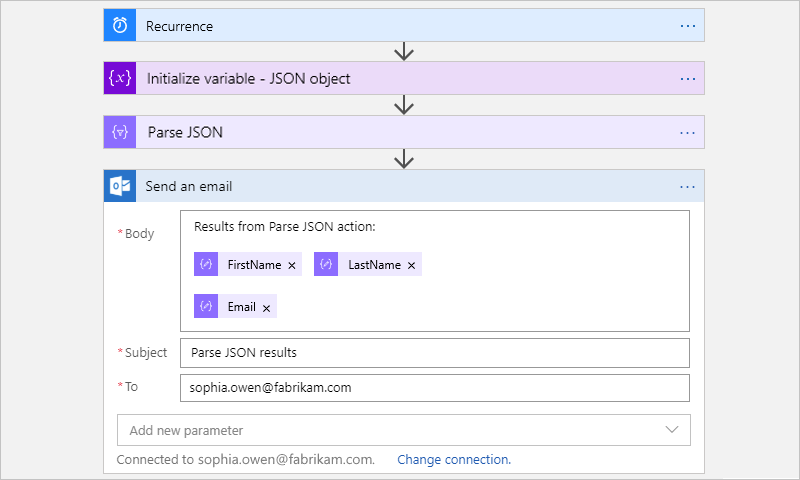 Recurrence
{x} Initialize variable - JSON object
Parse JSON
Send an email
* Body
Results from Parse JSON action:
FirstName × LastName ×
Email ×
* Subject Parse JSON results
* To sophia.owen@fabrikam.com
Add new parameter
Connected to sophia.owen@fabrikam.com. Change connection.